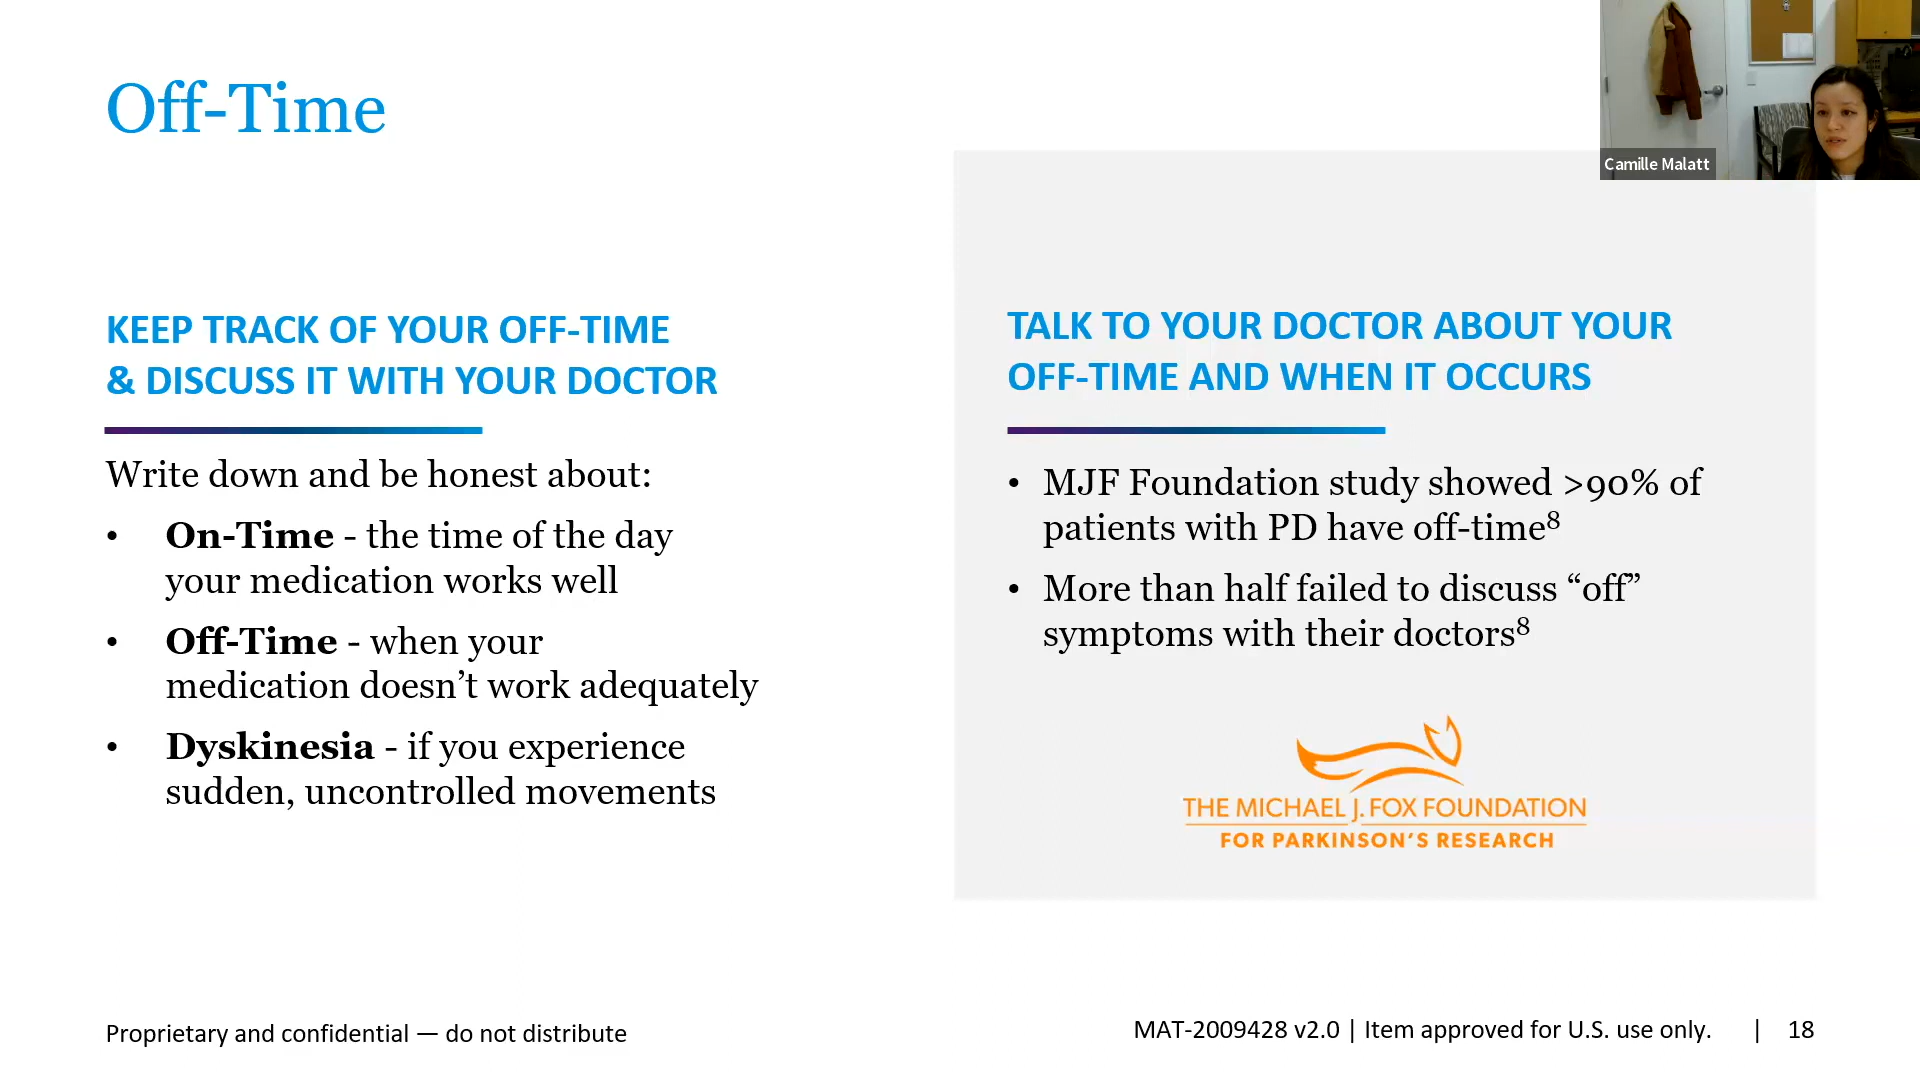 Off-Time
Camille Malatt
KEEP TRACK OF YOUR OFF-TIME
& DISCUSS IT WITH YOUR DOCTOR
Write down and be honest about:
• On-Time - the time of the day
your medication works well
• Off-Time - when your
medication doesn’t work adequately
• Dyskinesia - if you experience
sudden, uncontrolled movements
TALK TO YOUR DOCTOR ABOUT YOUR
OFF-TIME AND WHEN IT OCCURS
• MJF Foundation study showed >90% of
patients with PD have off-time⁸
• More than half failed to discuss “off”
symptoms with their doctors⁸
THE MICHAEL J. FOX FOUNDATION
FOR PARKINSON’S RESEARCH
Proprietary and confidential — do not distribute
MAT-2009428 v2.0 | Item approved for U.S. use only. | 18